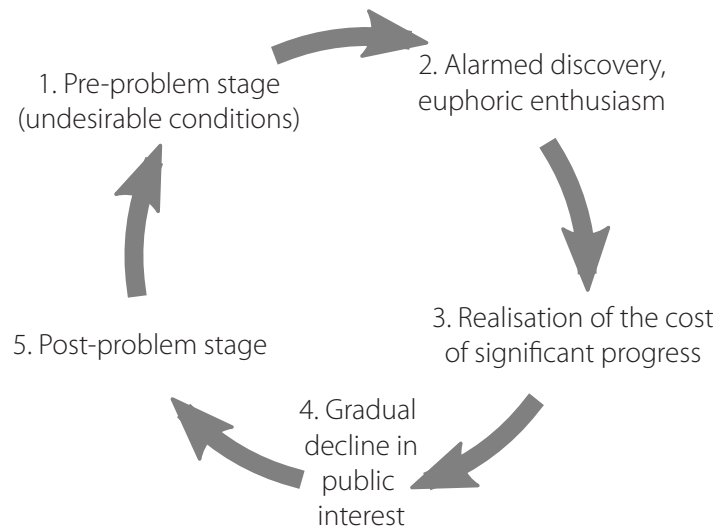 1. Pre-problem stage
(undesirable conditions)
2. Alarmed discovery,
euphoric enthusiasm
3. Realisation of the cost
of significant progress
4. Gradual
decline in
public
interest
5. Post-problem stage